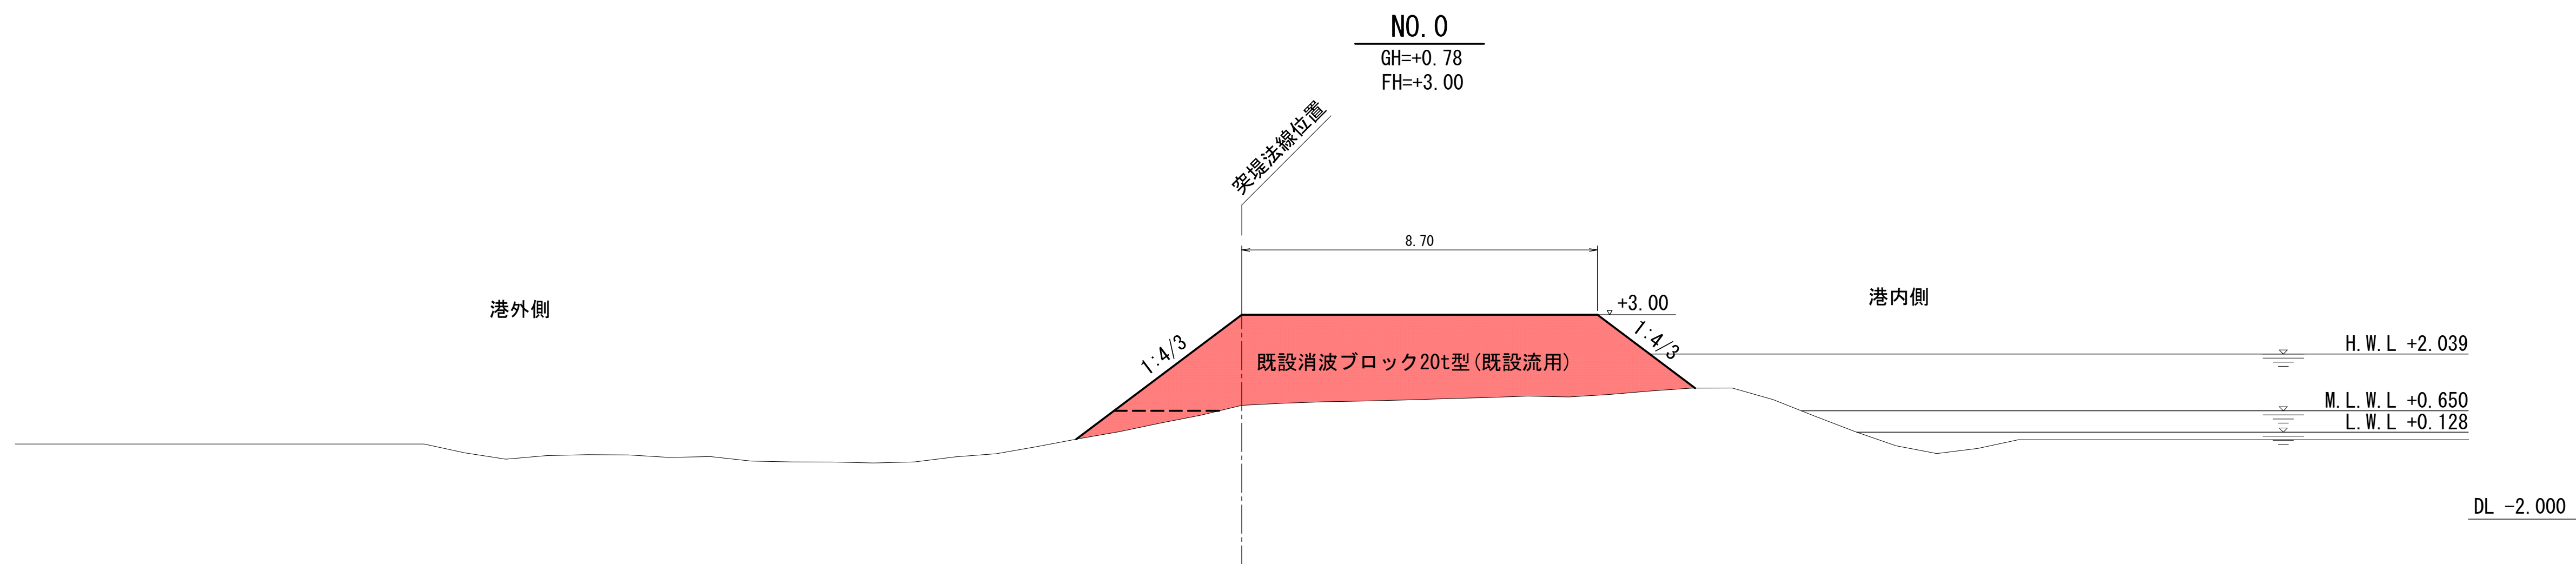 NO.0
GH=+0.78
FH=+3.00
突堤法線位置
8.70
港外側
港内側
+3.00
1:4/3
1:4/3
既設消波ブロック20t型(既設流用)
H.W.L +2.039
M.L.W.L +0.650
L.W.L +0.128
DL -2.000